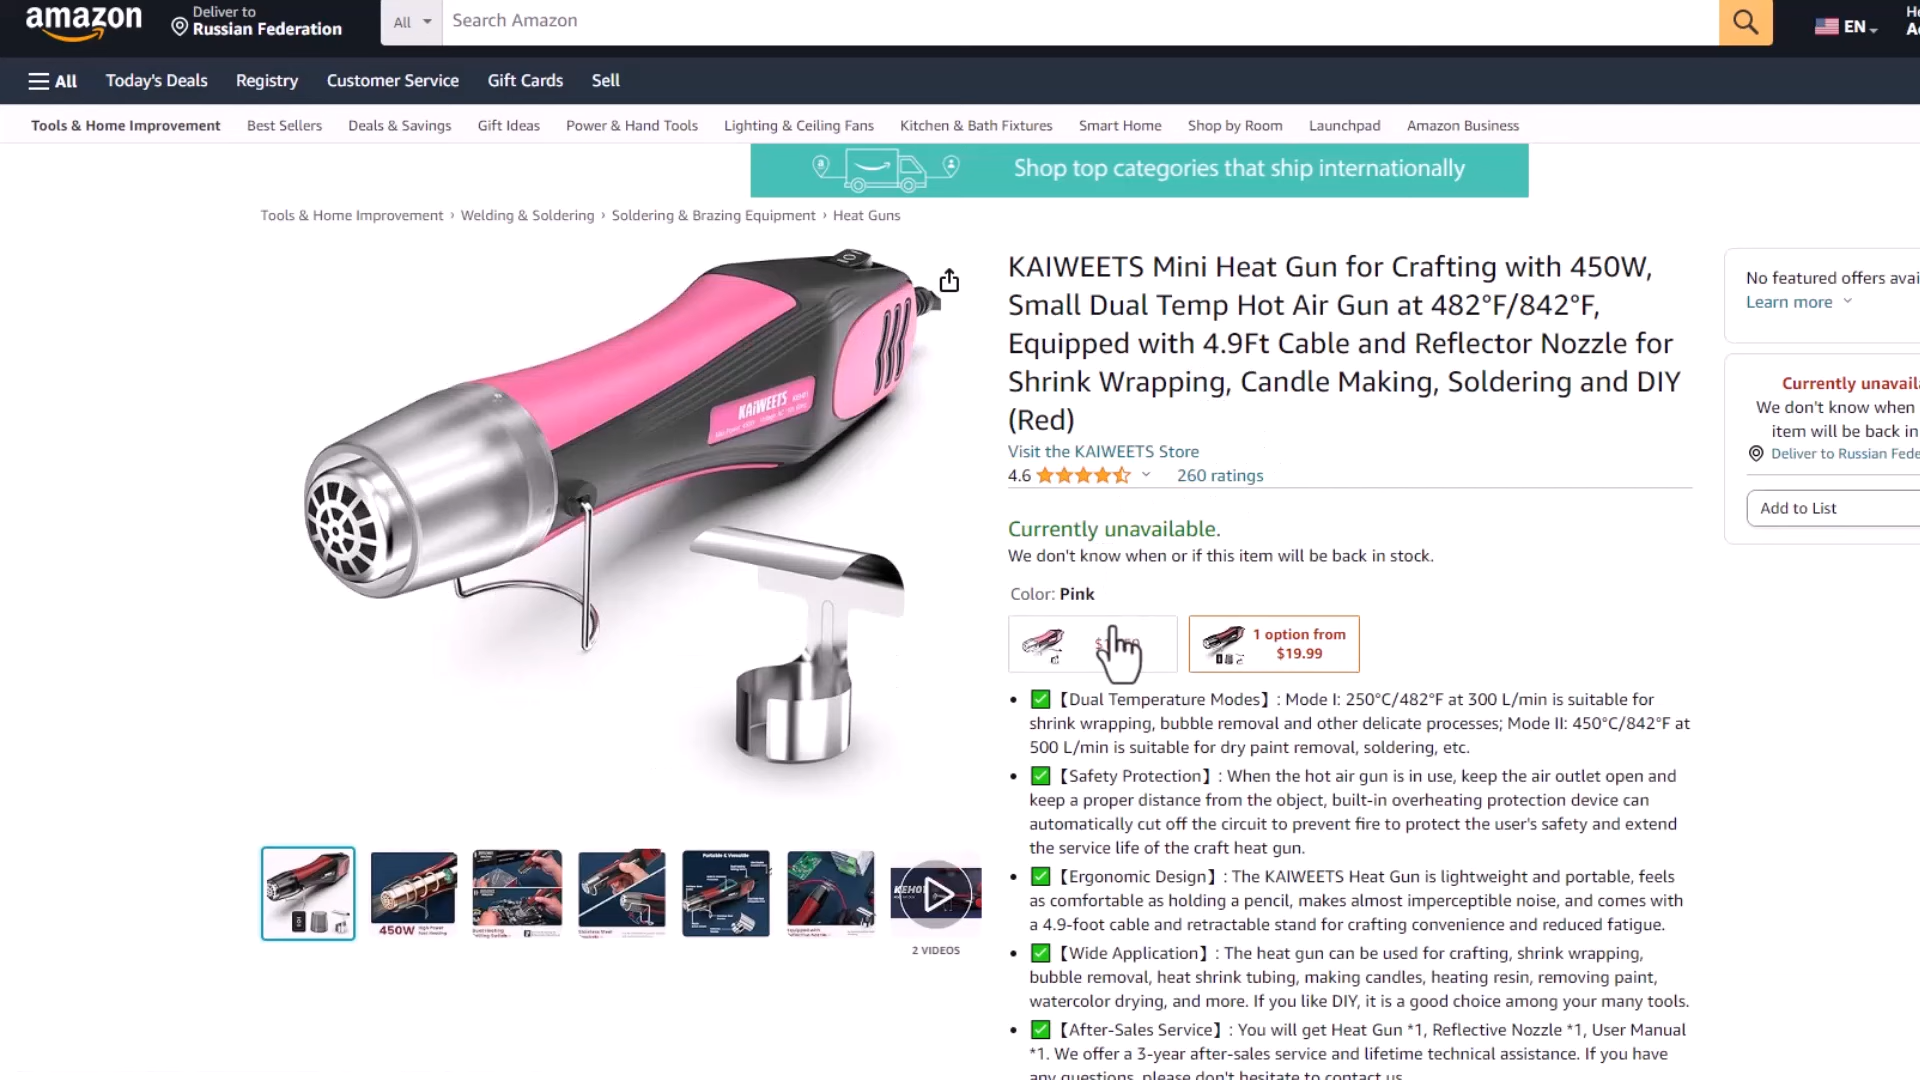 amazon
Deliver to
Russian Federation
All
Search Amazon
EN
All
Today's Deals
Registry
Customer Service
Gift Cards
Sell
Tools & Home Improvement
Best Sellers
Deals & Savings
Gift Ideas
Power & Hand Tools
Lighting & Ceiling Fans
Kitchen & Bath Fixtures
Smart Home
Shop by Room
Launchpad
Amazon Business
Shop top categories that ship internationally
Tools & Home Improvement › Welding & Soldering › Soldering & Brazing Equipment › Heat Guns
KAIWEETS
KAIWEETS Mini Heat Gun for Crafting with 450W,
Small Dual Temp Hot Air Gun at 482°F/842°F,
Equipped with 4.9Ft Cable and Reflector Nozzle for
Shrink Wrapping, Candle Making, Soldering and DIY
(Red)
Visit the KAIWEETS Store
4.6
260 ratings
Currently unavailable.
We don't know when or if this item will be back in stock.
Color: Pink
1 option from
$19.99
✅【Dual Temperature Modes】: Mode I: 250°C/482°F at 300 L/min is suitable for
shrink wrapping, bubble removal and other delicate processes; Mode II: 450°C/842°F at
500 L/min is suitable for dry paint removal, soldering, etc.
✅【Safety Protection】: When the hot air gun is in use, keep the air outlet open and
keep a proper distance from the object, built-in overheating protection device can
automatically cut off the circuit to prevent fire to protect the user's safety and extend
the service life of the craft heat gun.
✅【Ergonomic Design】: The KAIWEETS Heat Gun is lightweight and portable, feels
as comfortable as holding a pencil, makes almost imperceptible noise, and comes with
a 4.9-foot cable and retractable stand for crafting convenience and reduced fatigue.
✅【Wide Application】: The heat gun can be used for crafting, shrink wrapping,
bubble removal, heat shrink tubing, making candles, heating resin, removing paint,
watercolor drying, and more. If you like DIY, it is a good choice among your many tools.
✅【After-Sales Service】: You will get Heat Gun *1, Reflective Nozzle *1, User Manual
*1. We offer a 3-year after-sales service and lifetime technical assistance. If you have
any questions, please don't hesitate to contact us
No featured offers avai
Learn more
Currently unavail
We don't know when
item will be back in
Deliver to Russian Fede
Add to List
450W
Portable & Versatile
2 VIDEOS